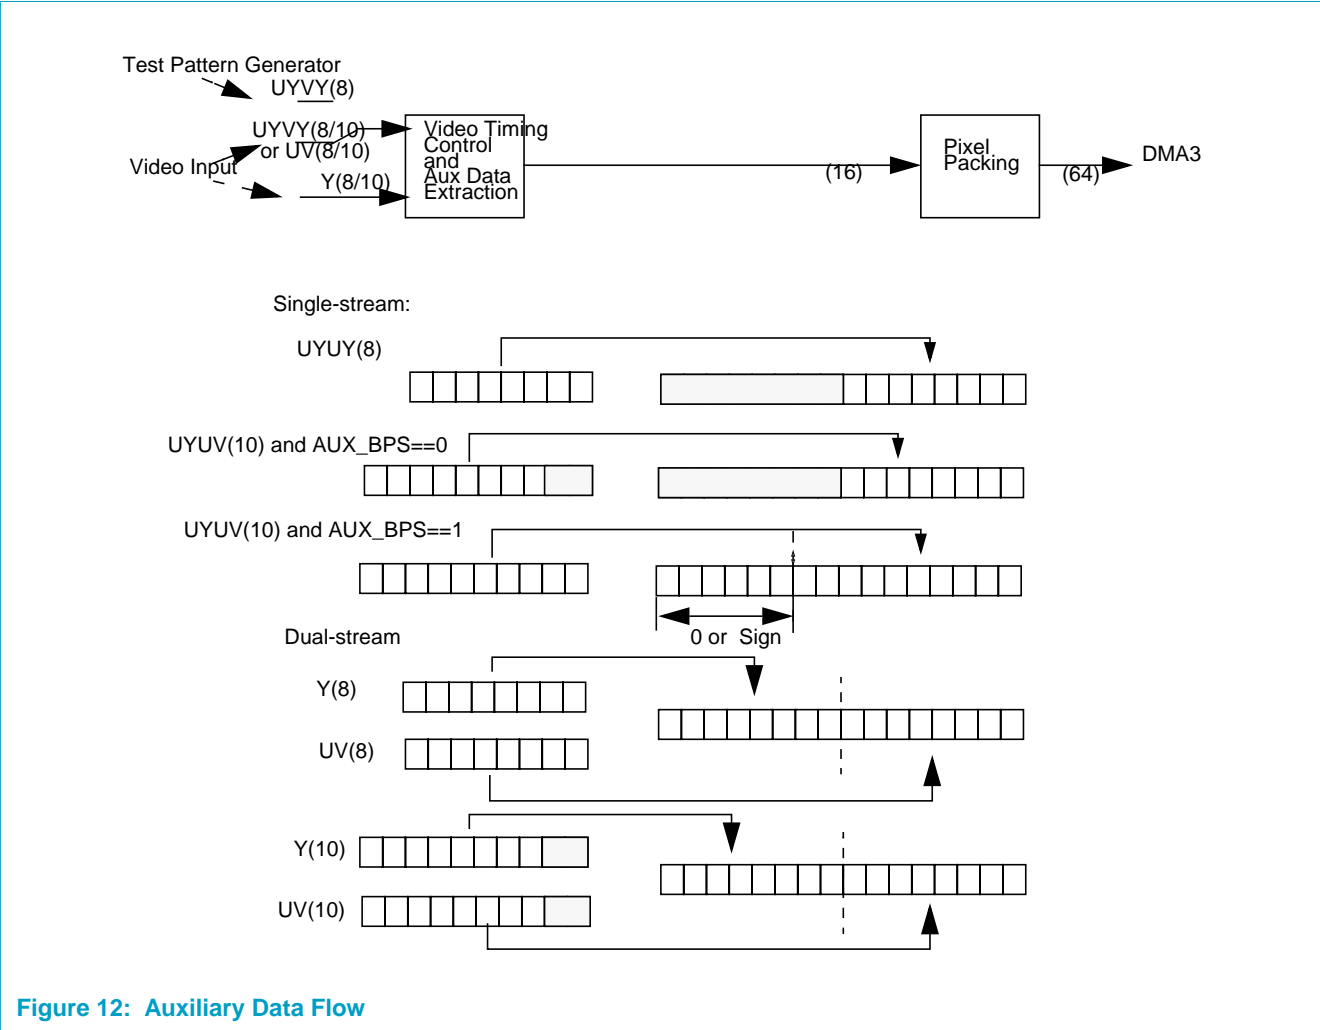 Test Pattern Generator
UYVY(8)
UYVY(8/10)
or UV(8/10)
Video Input
Y(8/10)
Video Timing
Control
and
Aux Data
Extraction
(16)
Pixel
Packing
(64)
DMA3
Single-stream:
UYUY(8)
UYUV(10) and AUX_BPS==0
UYUV(10) and AUX_BPS==1
0 or Sign
Dual-stream
Y(8)
UV(8)
Y(10)
UV(10)
Figure 12: Auxiliary Data Flow